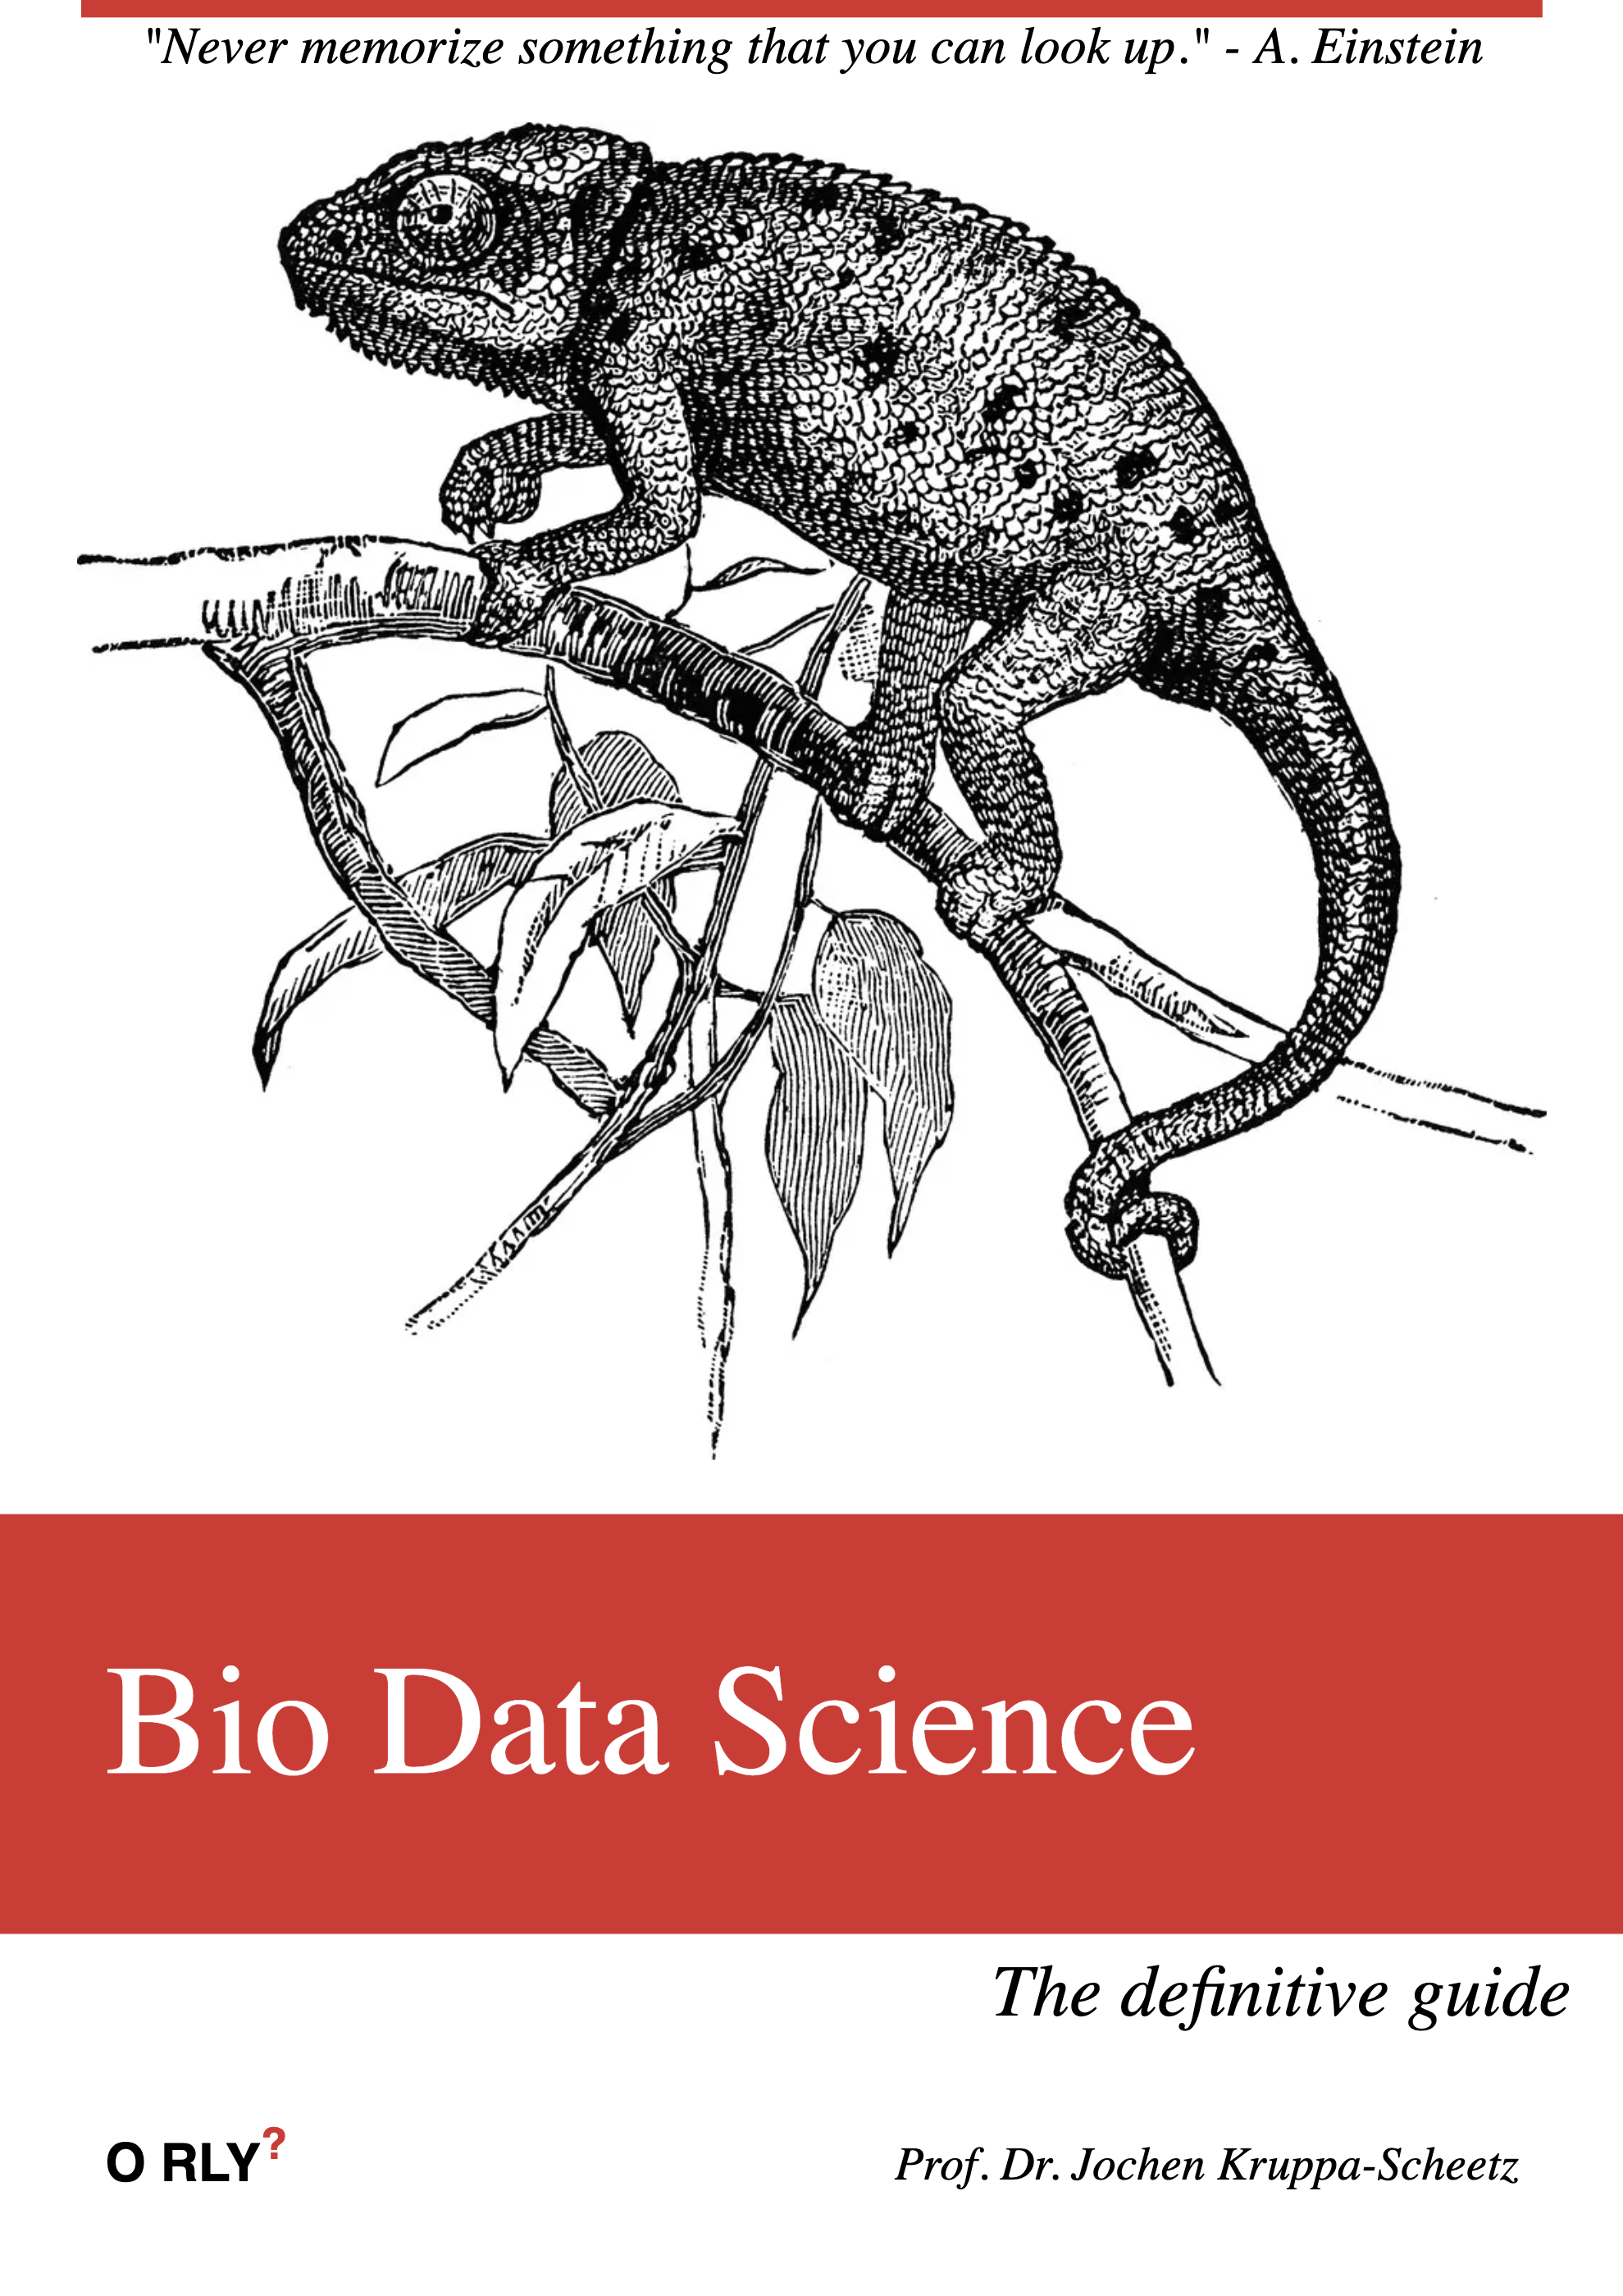 "Never memorize something that you can look up." - A. Einstein
Bio Data Science
The definitive guide
O RLY?
Prof. Dr. Jochen Kruppa-Scheetz